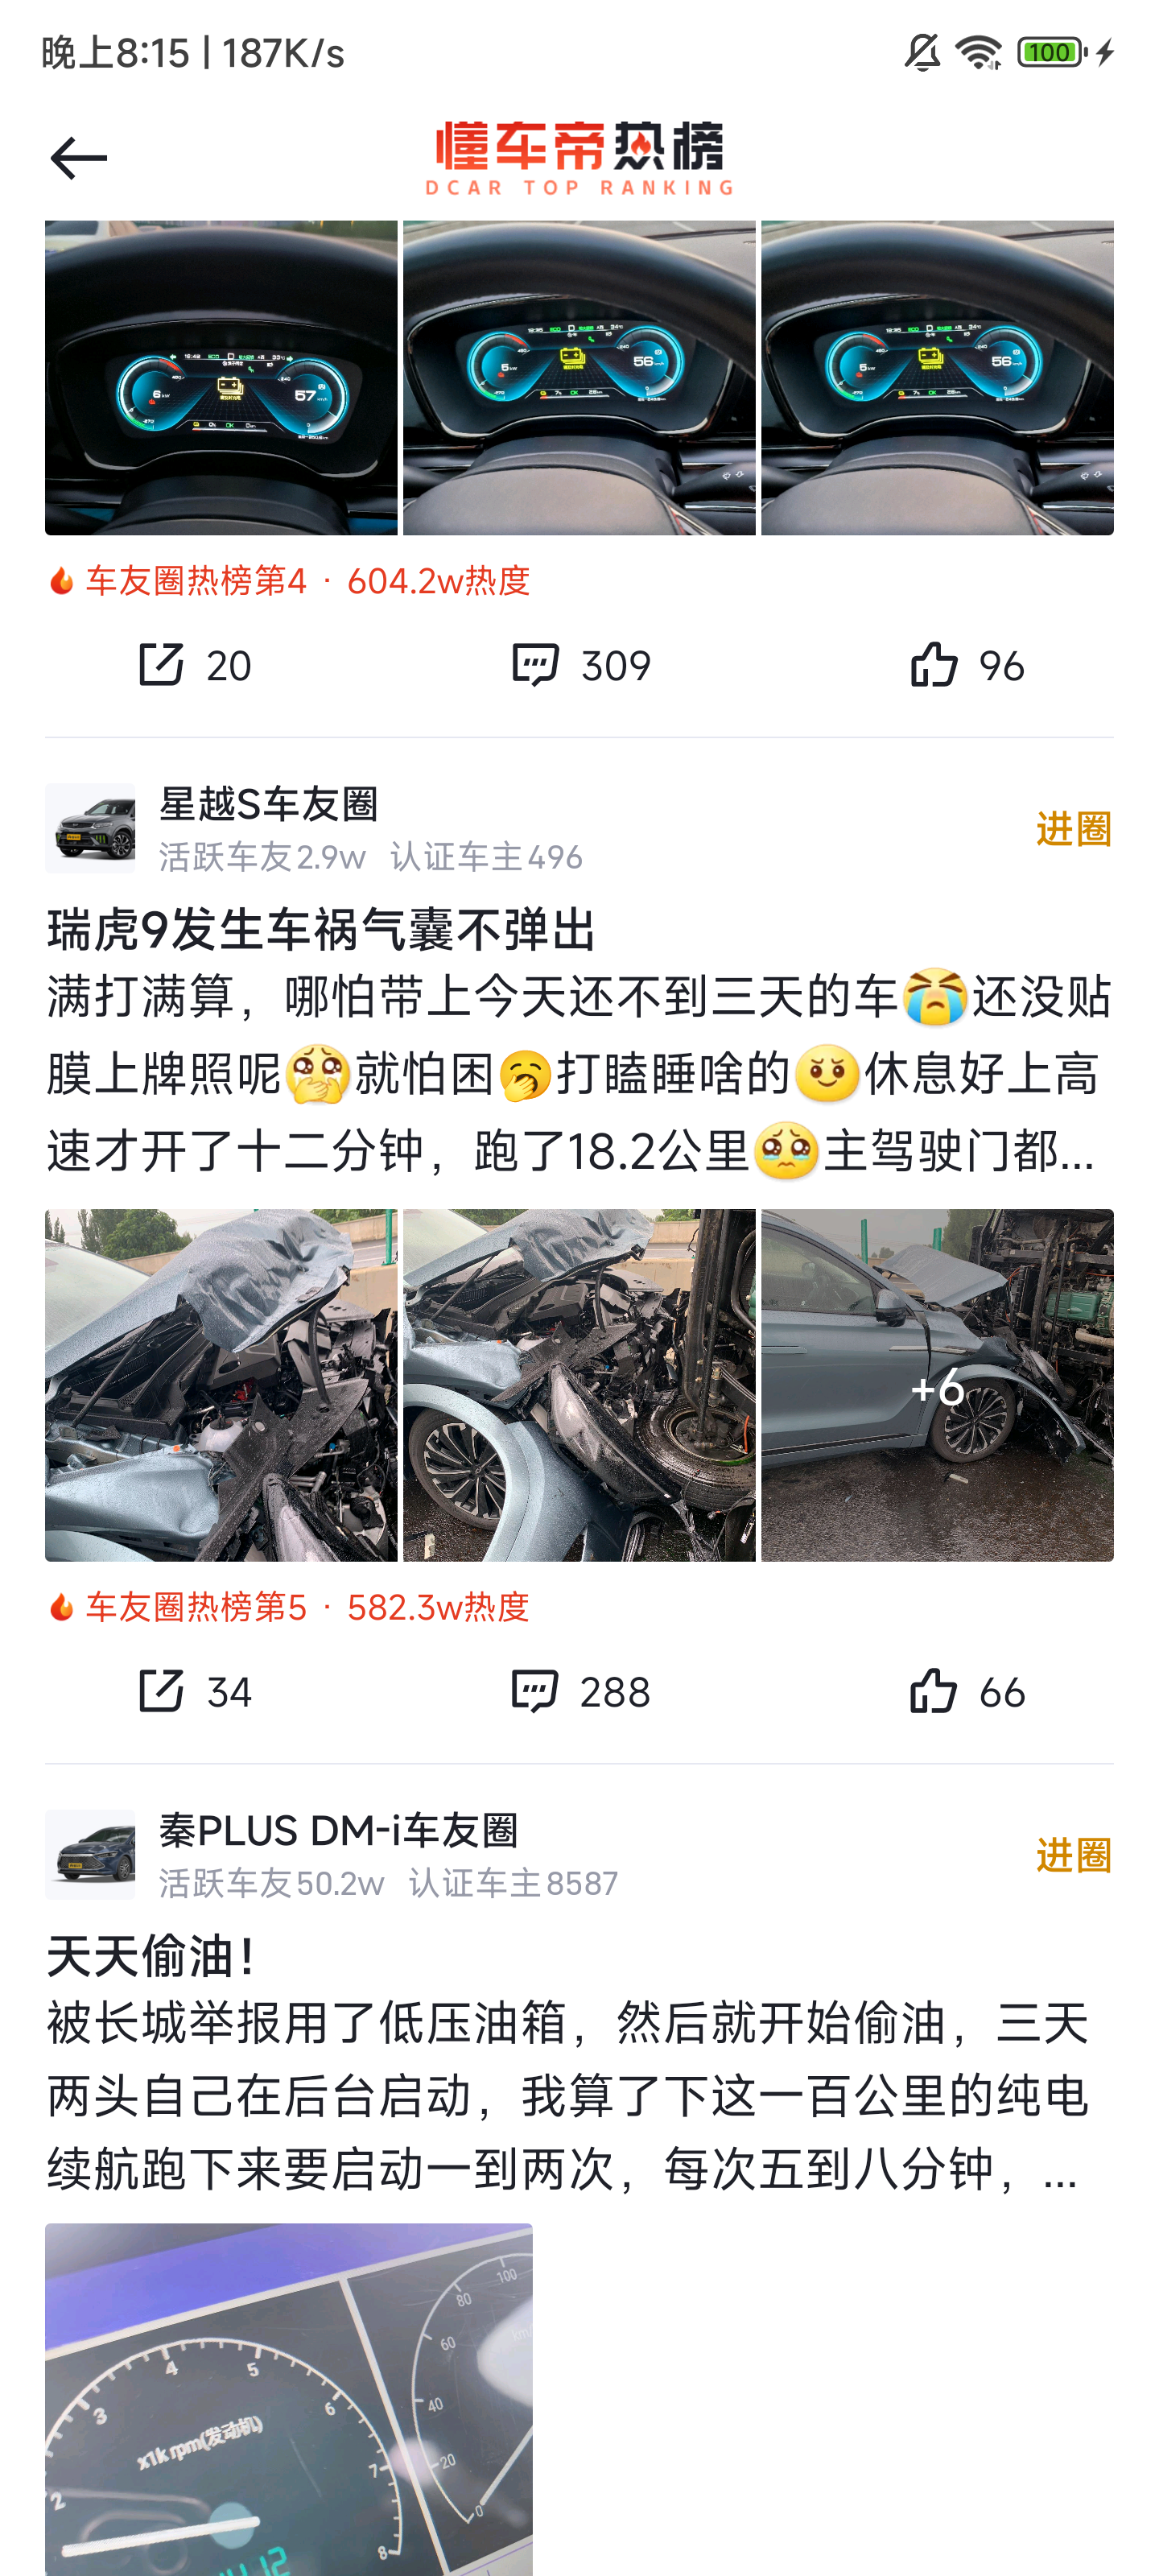 晚上8:15 | 187K/s
100
懂车帝热榜
DCAR TOP RANKING
6
57
5
56
5
56
车友圈热榜第4 · 604.2w热度
20
309
96
星越S车友圈
活跃车友2.9w 认证车主496
进圈
瑞虎9发生车祸气囊不弹出
满打满算，哪怕带上今天还不到三天的车😭还没贴
膜上牌照呢🥹就怕困🥱打瞌睡啥的休息好上高
速才开了十二分钟，跑了18.2公里🥺主驾驶门都...
+6
车友圈热榜第5 · 582.3w热度
34
288
66
秦PLUS DM-i车友圈
活跃车友50.2w 认证车主8587
进圈
天天偷油！
被长城举报用了低压油箱，然后就开始偷油，三天
两头自己在后台启动，我算了下这一百公里的纯电
续航跑下来要启动一到两次，每次五到八分钟，...
2 3 4 5 6 7 8
x1k rpm(发动机)
0 20 40 60 80 100